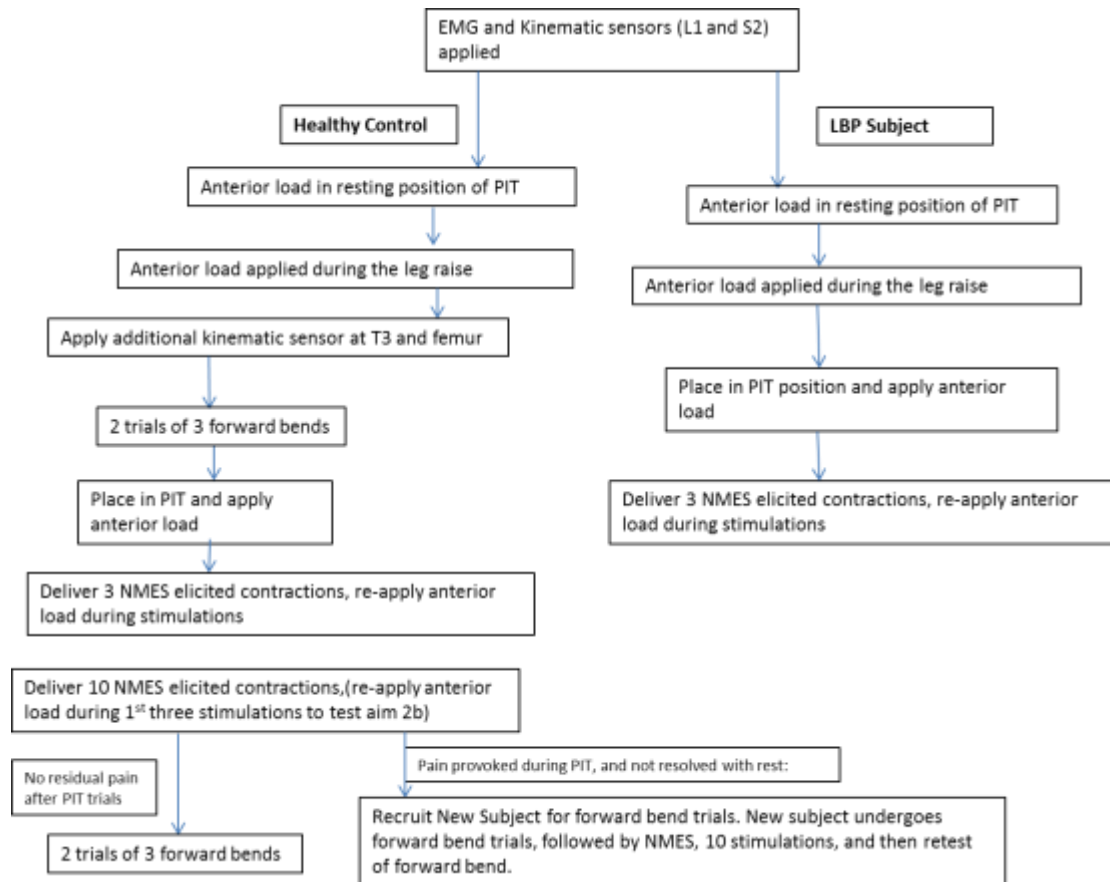 EMG and Kinematic sensors (L1 and S2)
applied
Healthy Control
LBP Subject
Anterior load in resting position of PIT
Anterior load applied during the leg raise
Apply additional kinematic sensor at T3 and femur
2 trials of 3 forward bends
Place in PIT and apply
anterior load
Deliver 3 NMES elicited contractions, re-apply anterior
load during stimulations
Anterior load in resting position of PIT
Anterior load applied during the leg raise
Place in PIT position and apply anterior
load
Deliver 3 NMES elicited contractions, re-apply anterior
load during stimulations
Deliver 10 NMES elicited contractions,(re-apply anterior
load during 1st three stimulations to test aim 2b)
No residual pain
after PIT trials
2 trials of 3 forward bends
Pain provoked during PIT, and not resolved with rest:
Recruit New Subject for forward bend trials. New subject undergoes
forward bend trials, followed by NMES, 10 stimulations, and then retest
of forward bend.